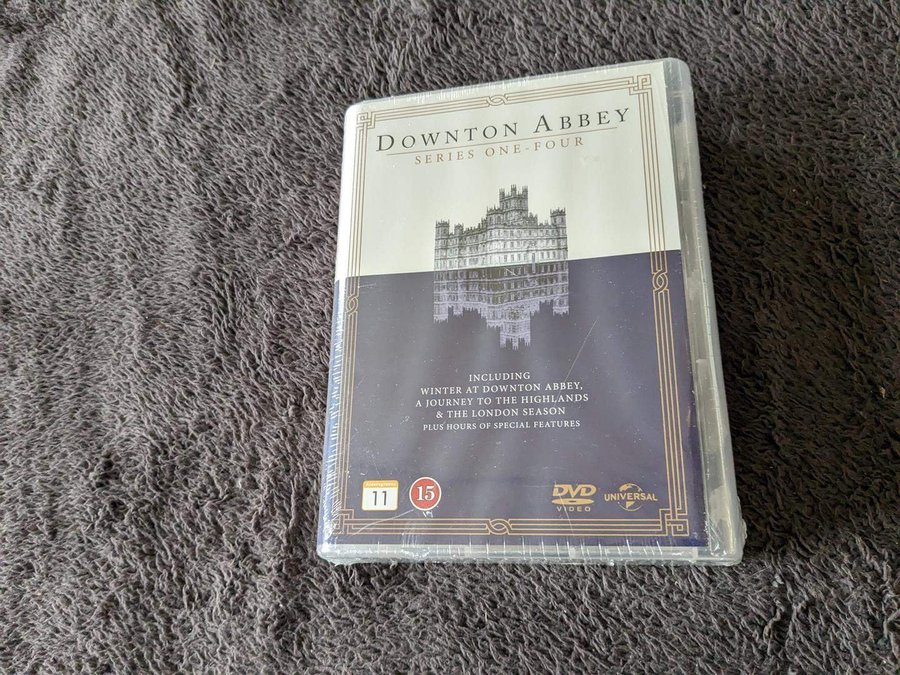 DOWNTON ABBEY
SERIES ONE-FOUR
INCLUDING
WINTER AT DOWNTON ABBEY,
A JOURNEY TO THE HIGHLANDS
& THE LONDON SEASON
PLUS HOURS OF SPECIAL FEATURES
11
15
DVD
VIDEO
UNIVERSAL